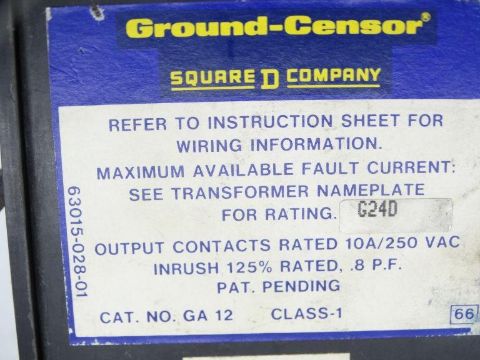 Ground-Censor®
SQUARE D COMPANY
REFER TO INSTRUCTION SHEET FOR
WIRING INFORMATION.
MAXIMUM AVAILABLE FAULT CURRENT:
SEE TRANSFORMER NAMEPLATE
FOR RATING. G24D
OUTPUT CONTACTS RATED 10A/250 VAC
INRUSH 125% RATED, .8 P.F.
PAT. PENDING
CAT. NO. GA 12 CLASS-1 66
63015-028-01